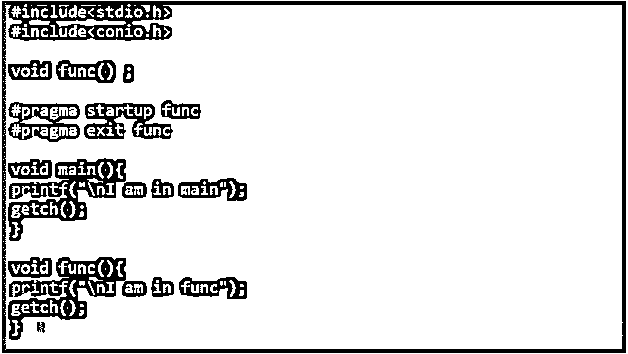 #include<stdio.h>
#include<conio.h>
void func() ;
#pragma startup func
#pragma exit func
void main(){
printf("\nI am in main");
getch();
}
void func(){
printf("\nI am in func");
getch();
}